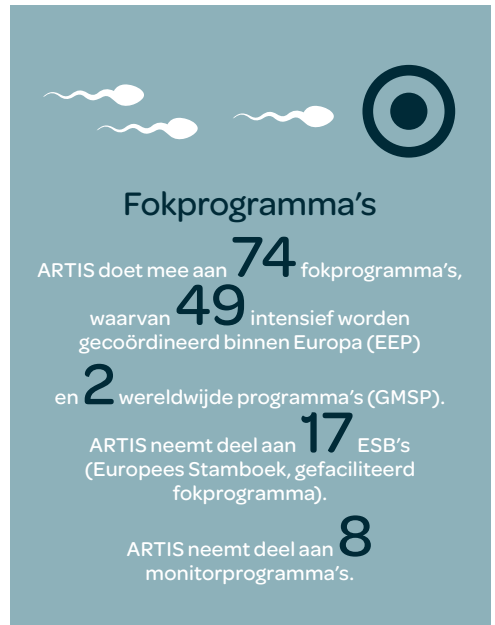 Fokprogramma's
ARTIS doet mee aan 74 fokprogramma's,
waarvan 49 intensief worden
gecoördineerd binnen Europa (EEP)
en 2 wereldwijde programma's (GMSP).
ARTIS neemt deel aan 17 ESB's
(Europees Stamboek, gefaciliteerd
fokprogramma).
ARTIS neemt deel aan 8
monitorprogramma's.